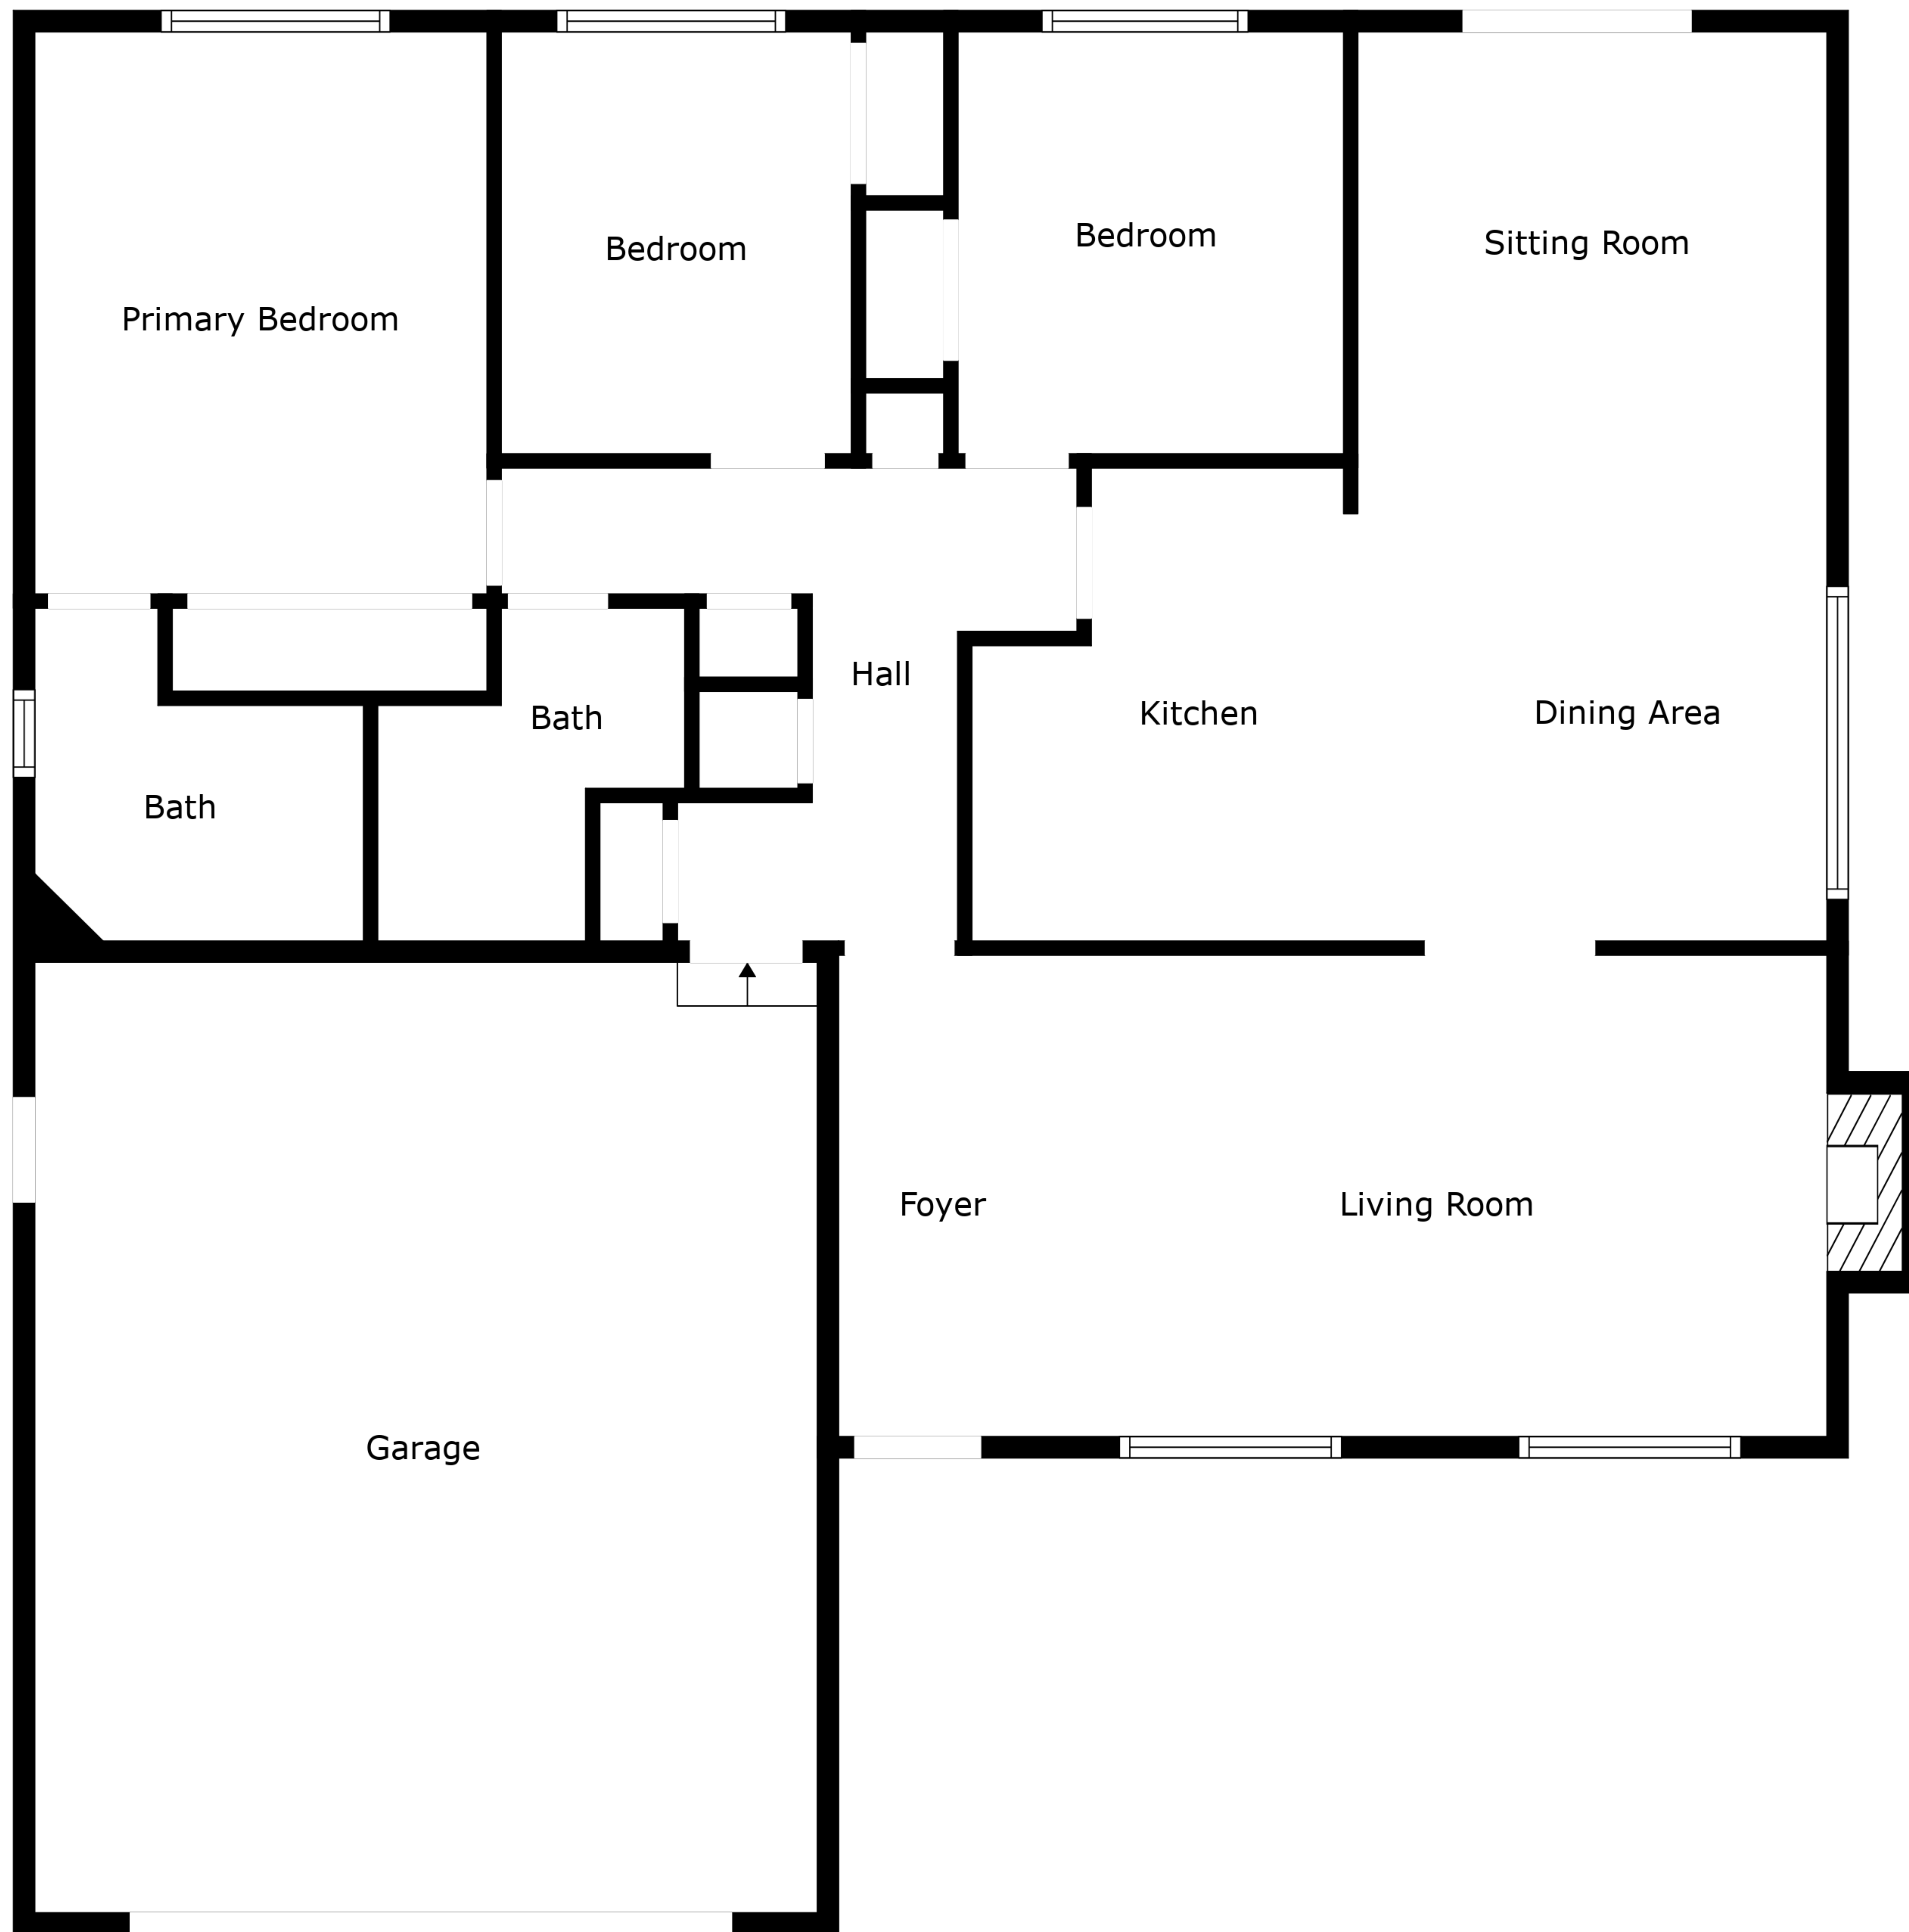 Bedroom
Bedroom
Sitting Room
Primary Bedroom
Hall
Kitchen
Dining Area
Bath
Bath
Foyer
Living Room
Garage